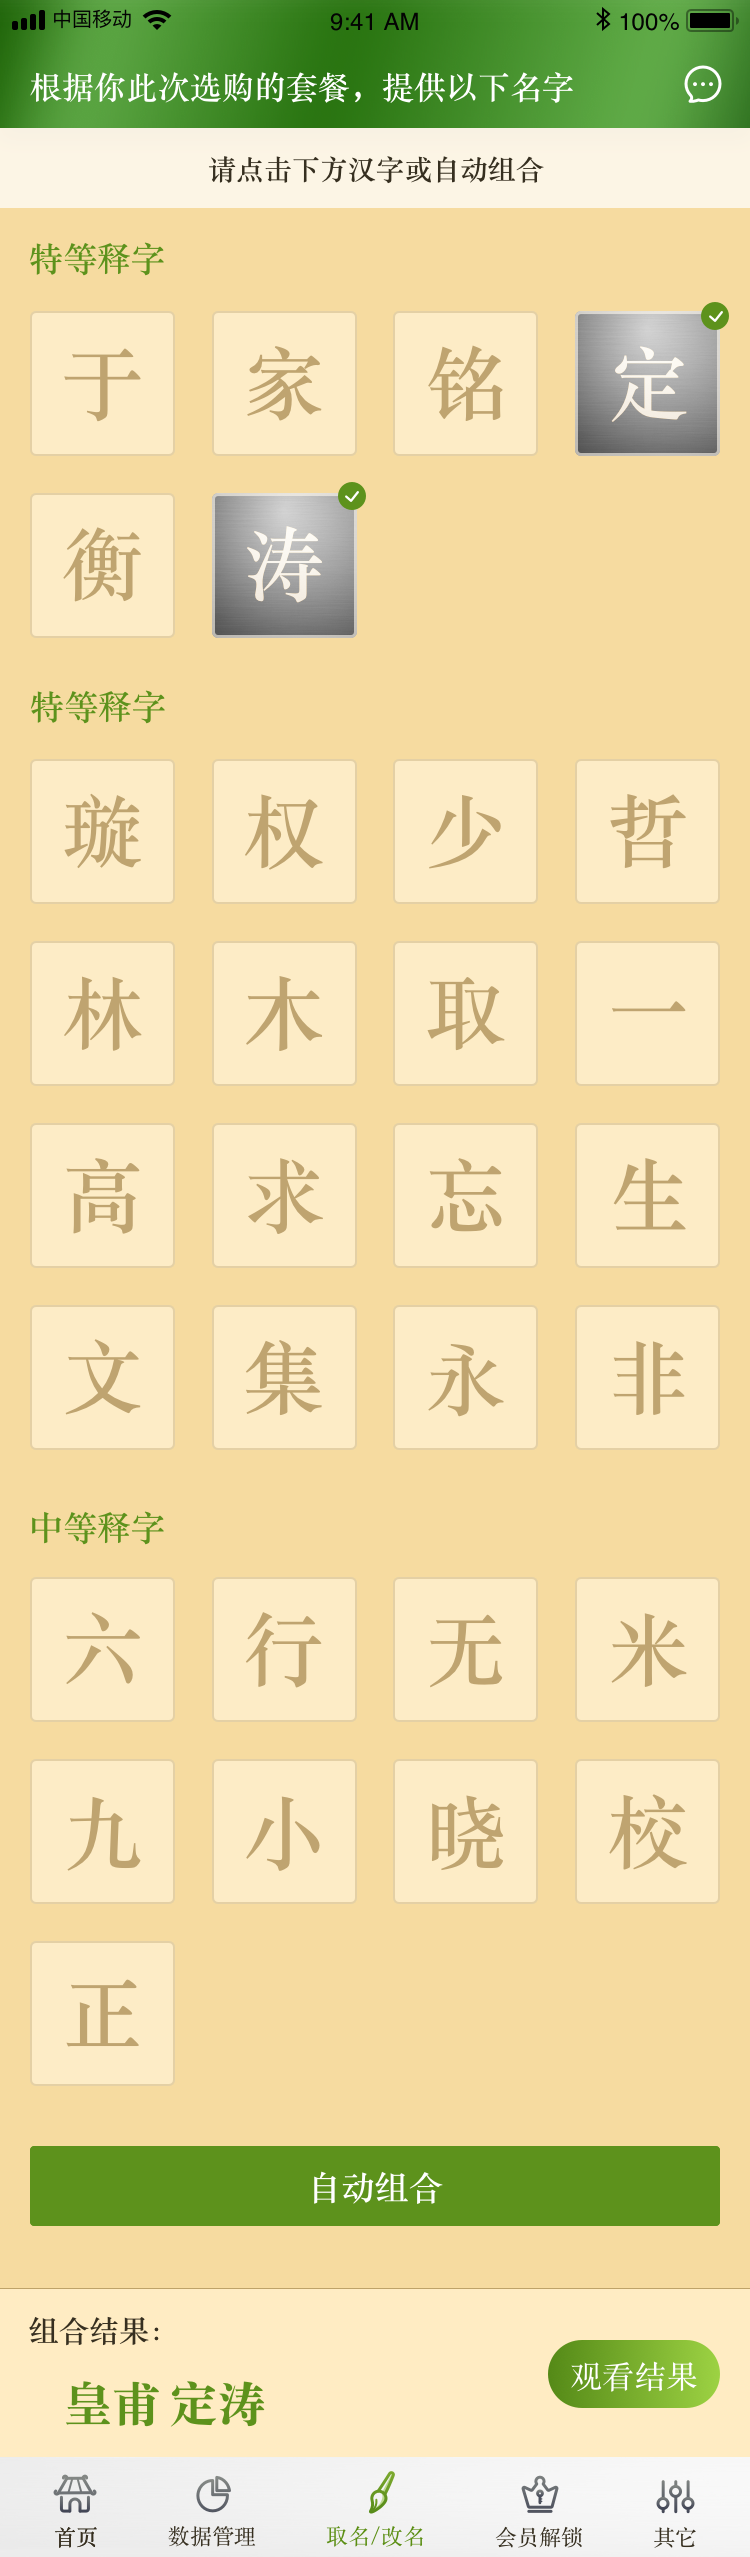 中国移动 9:41 AM 100%
根据你此次选购的套餐，提供以下名字
请点击下方汉字或自动组合
特等释字
于 家 铭 定
衡 涛
特等释字
璇 权 少 哲
林 木 取 一
高 求 忘 生
文 集 永 非
中等释字
六 行 无 米
九 小 晓 校
正
自动组合
组合结果：
皇甫 定涛
观看结果
首页 数据管理 取名/改名 会员解锁 其它